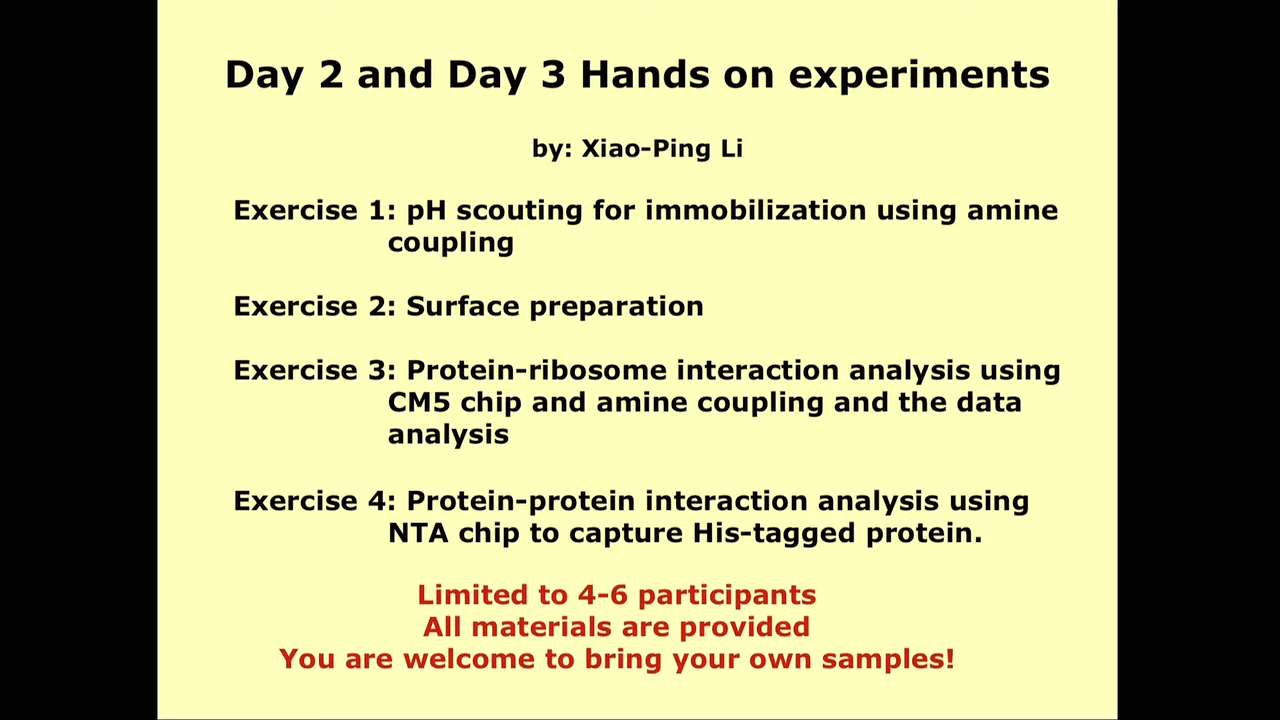 Day 2 and Day 3 Hands on experiments
by: Xiao-Ping Li
Exercise 1: pH scouting for immobilization using amine
coupling
Exercise 2: Surface preparation
Exercise 3: Protein-ribosome interaction analysis using
CM5 chip and amine coupling and the data
analysis
Exercise 4: Protein-protein interaction analysis using
NTA chip to capture His-tagged protein.
Limited to 4-6 participants
All materials are provided
You are welcome to bring your own samples!